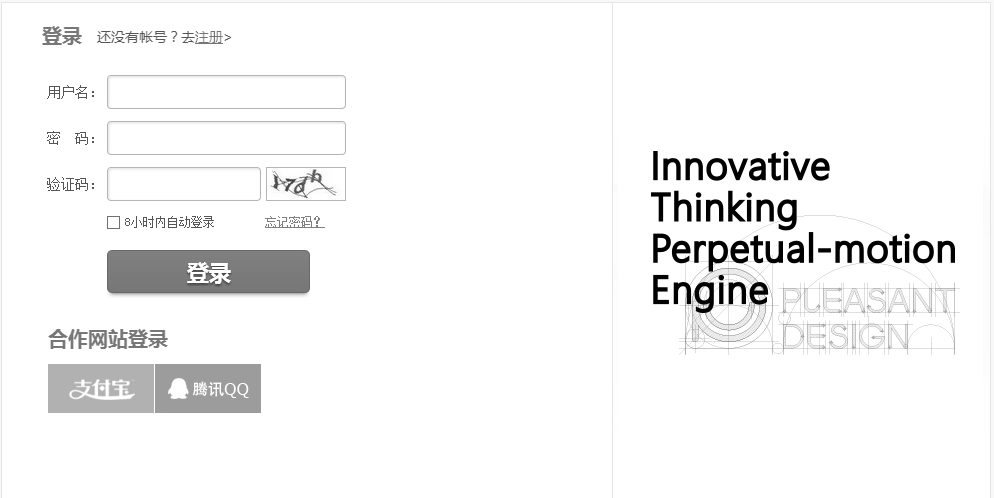 登录 还没有帐号？去注册>
用户名：
密 码：
验证码：
8小时内自动登录 忘记密码？
登录
合作网站登录
支付宝 腾讯QQ
Innovative
Thinking
Perpetual-motion
Engine
PLEASANT
DESIGN